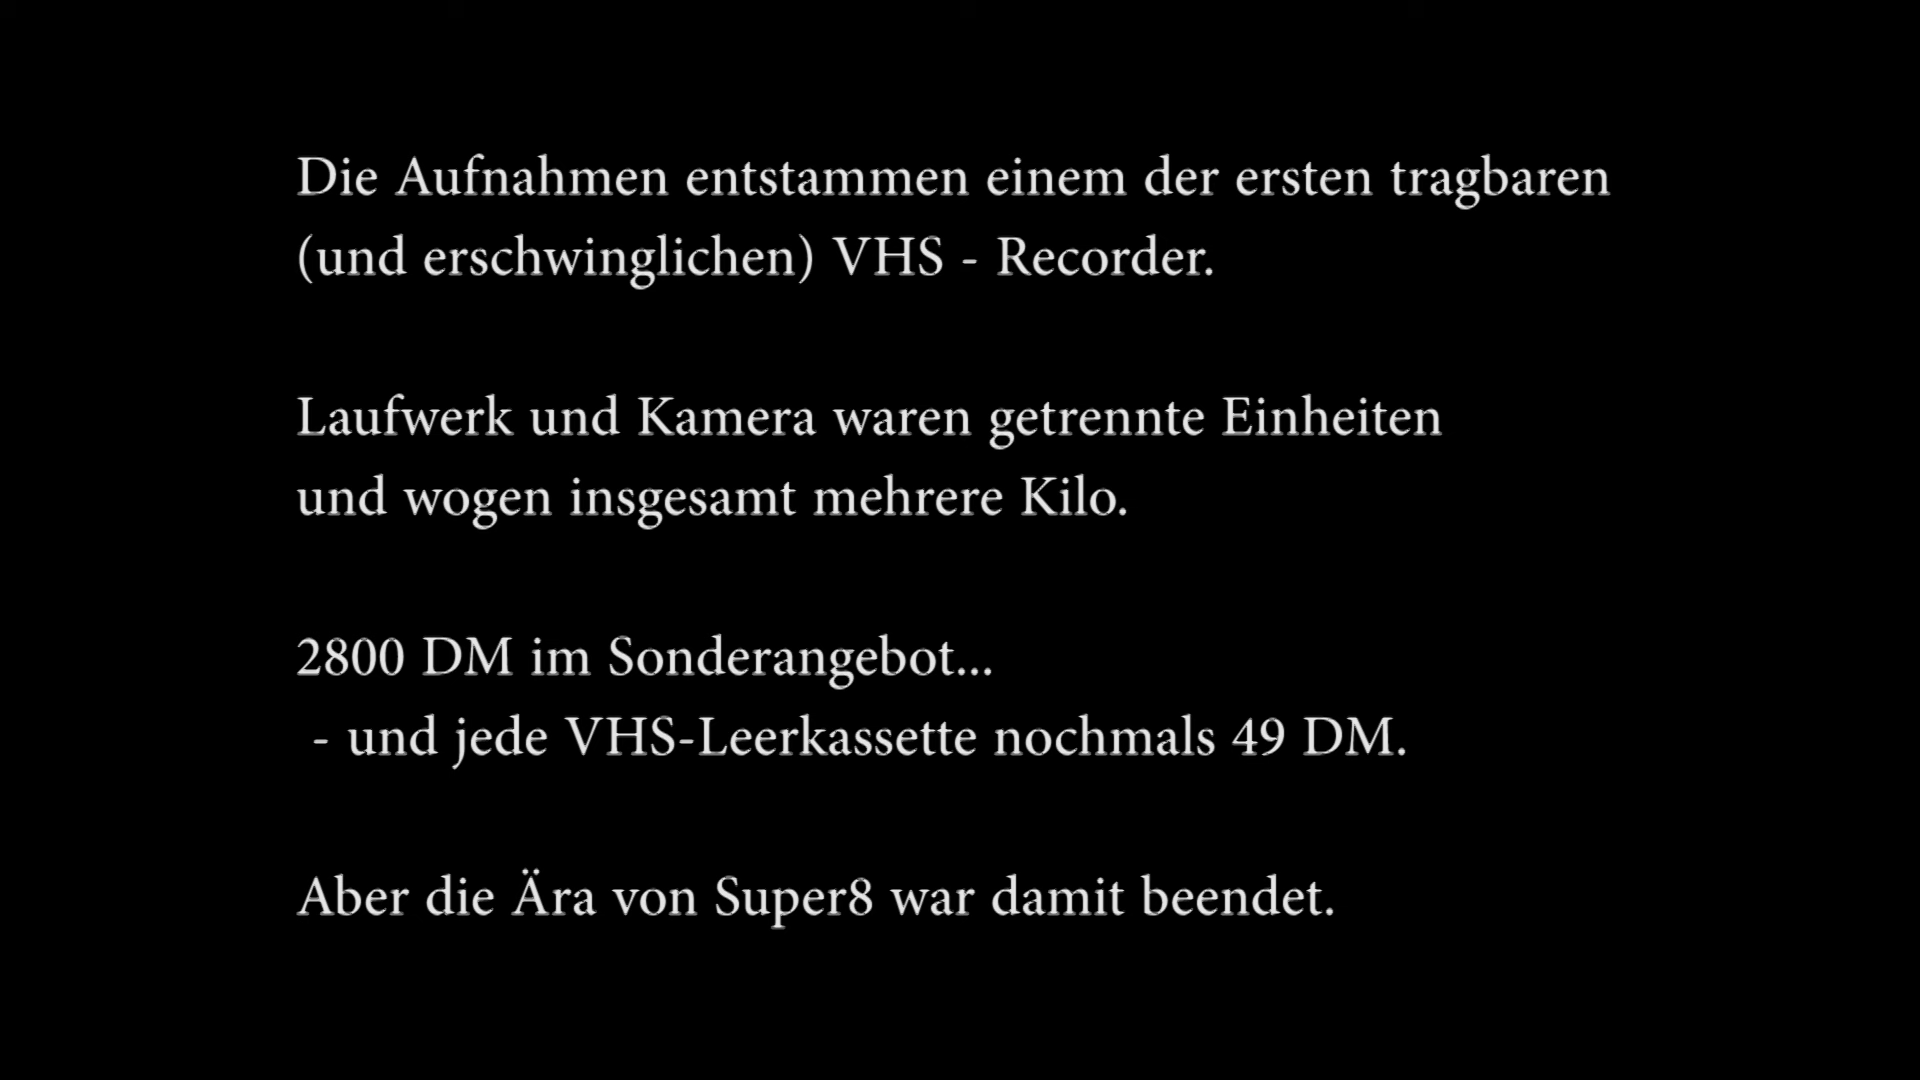 Die Aufnahmen entstammen einem der ersten tragbaren
(und erschwinglichen) VHS - Recorder.
Laufwerk und Kamera waren getrennte Einheiten
und wogen insgesamt mehrere Kilo.
2800 DM im Sonderangebot...
- und jede VHS-Leerkassette nochmals 49 DM.
Aber die Ära von Super8 war damit beendet.